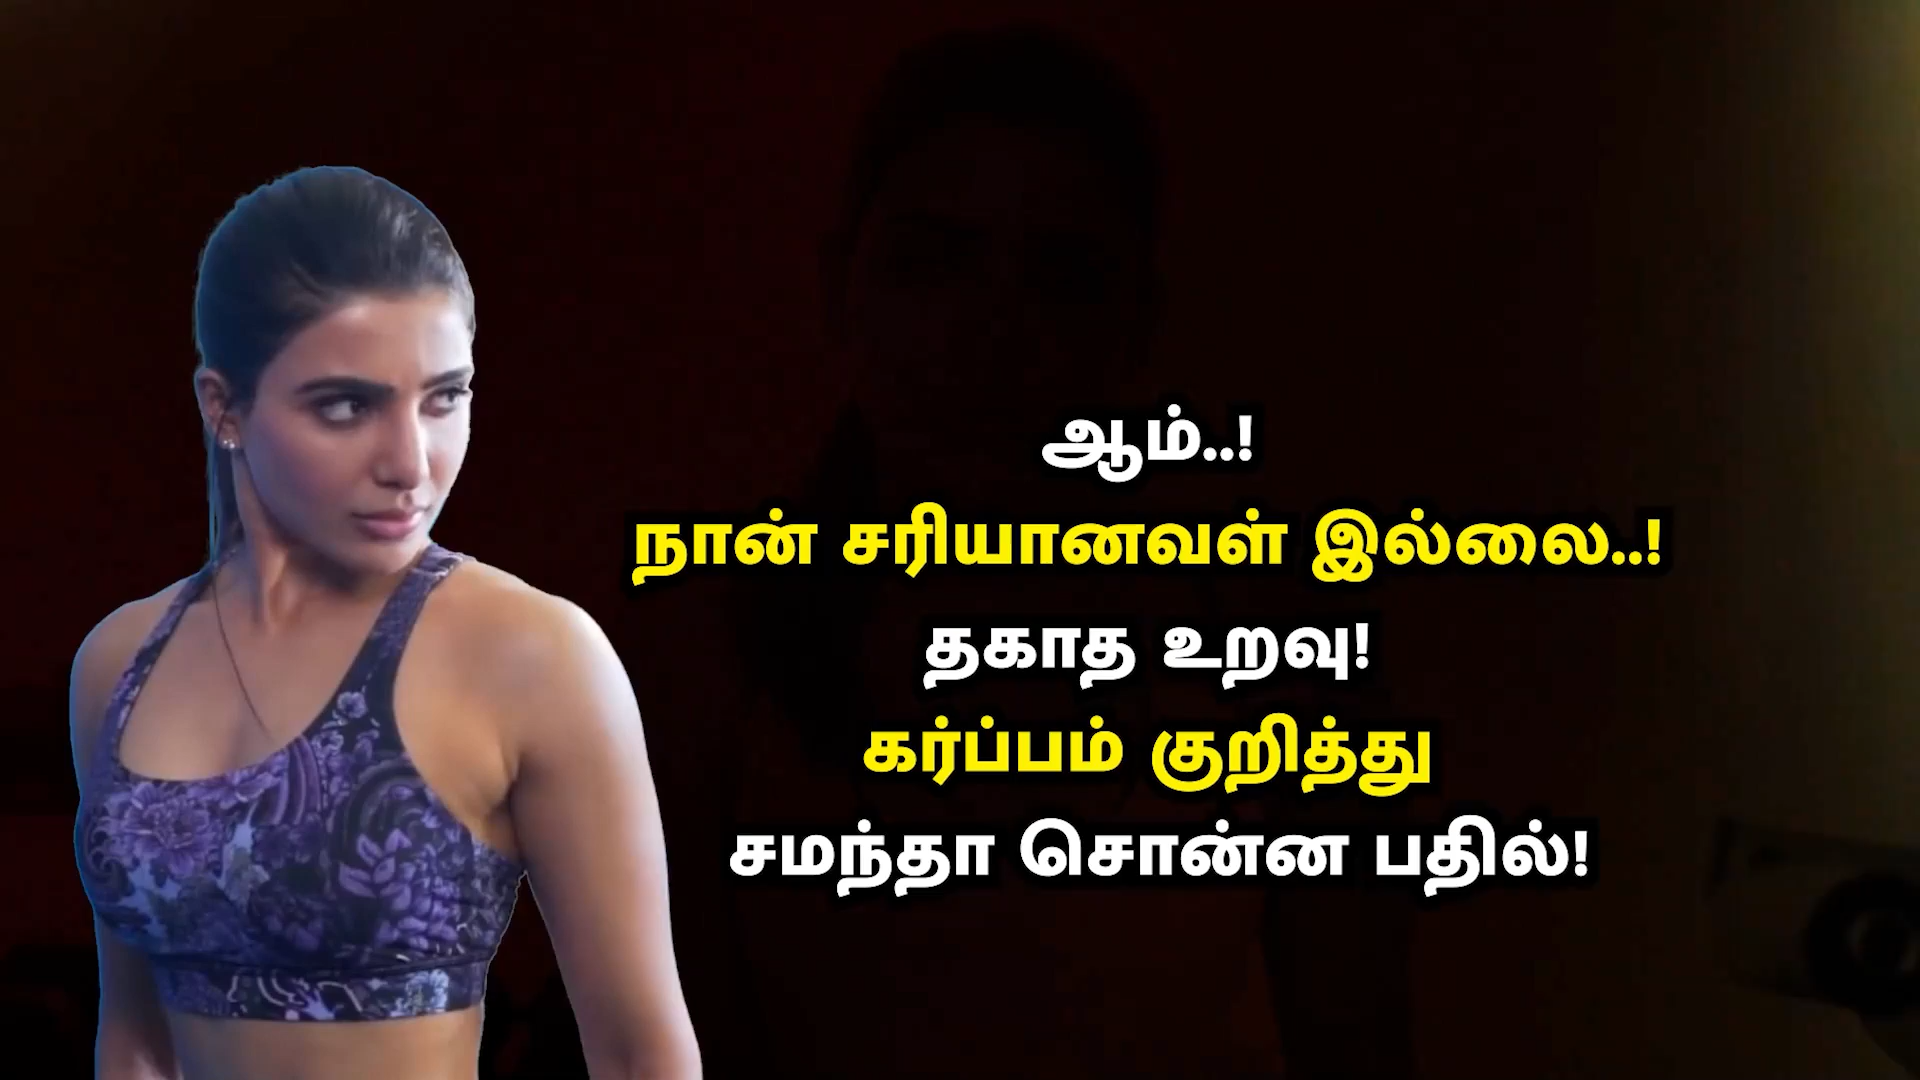 ஆம்..!
நான் சரியானவள் இல்லை..!
தகாத உறவு!
கர்ப்பம் குறித்து
சமந்தா சொன்ன பதில்!